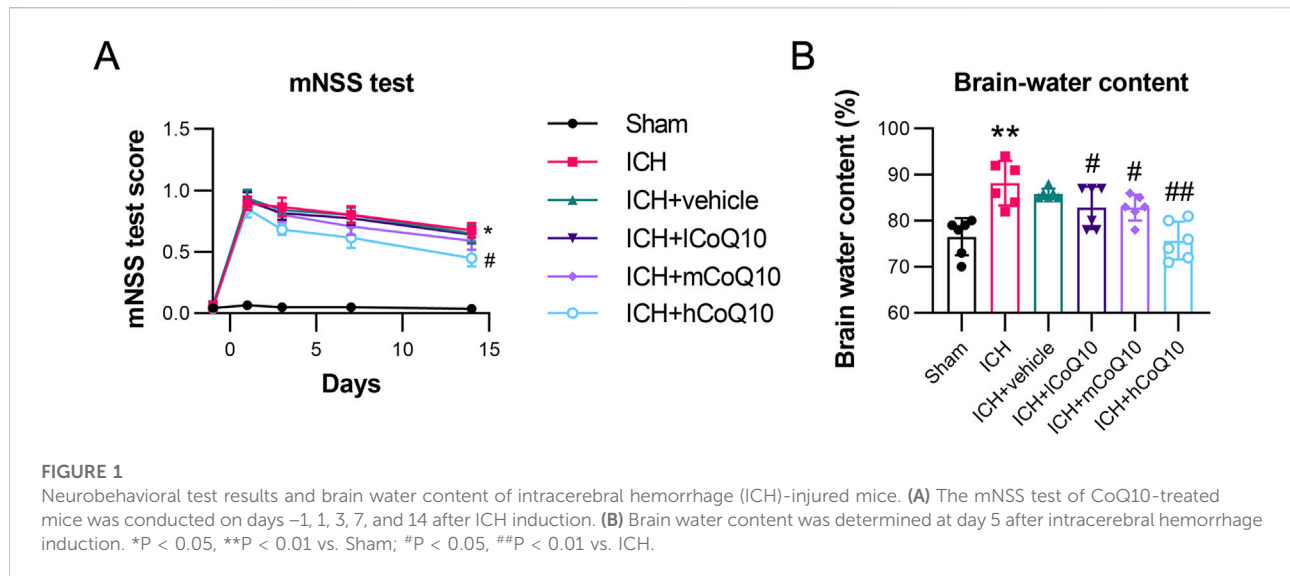 A
mNSS test
mNSS test score
1.5
1.0
0.5
0.0
0
5
10
15
Days
*
#
Sham
ICH
ICH+vehicle
ICH+lCoQ10
ICH+mCoQ10
ICH+hCoQ10
B
Brain-water content
Brain water content (%)
100
90
80
70
60
**
#
#
##
Sham
ICH
ICH+vehicle
ICH+lCoQ10
ICH+mCoQ10
ICH+hCoQ10
FIGURE 1
Neurobehavioral test results and brain water content of intracerebral hemorrhage (ICH)-injured mice. (A) The mNSS test of CoQ10-treated
mice was conducted on days −1, 1, 3, 7, and 14 after ICH induction. (B) Brain water content was determined at day 5 after intracerebral hemorrhage
induction. *P < 0.05, **P < 0.01 vs. Sham; #P < 0.05, ##P < 0.01 vs. ICH.